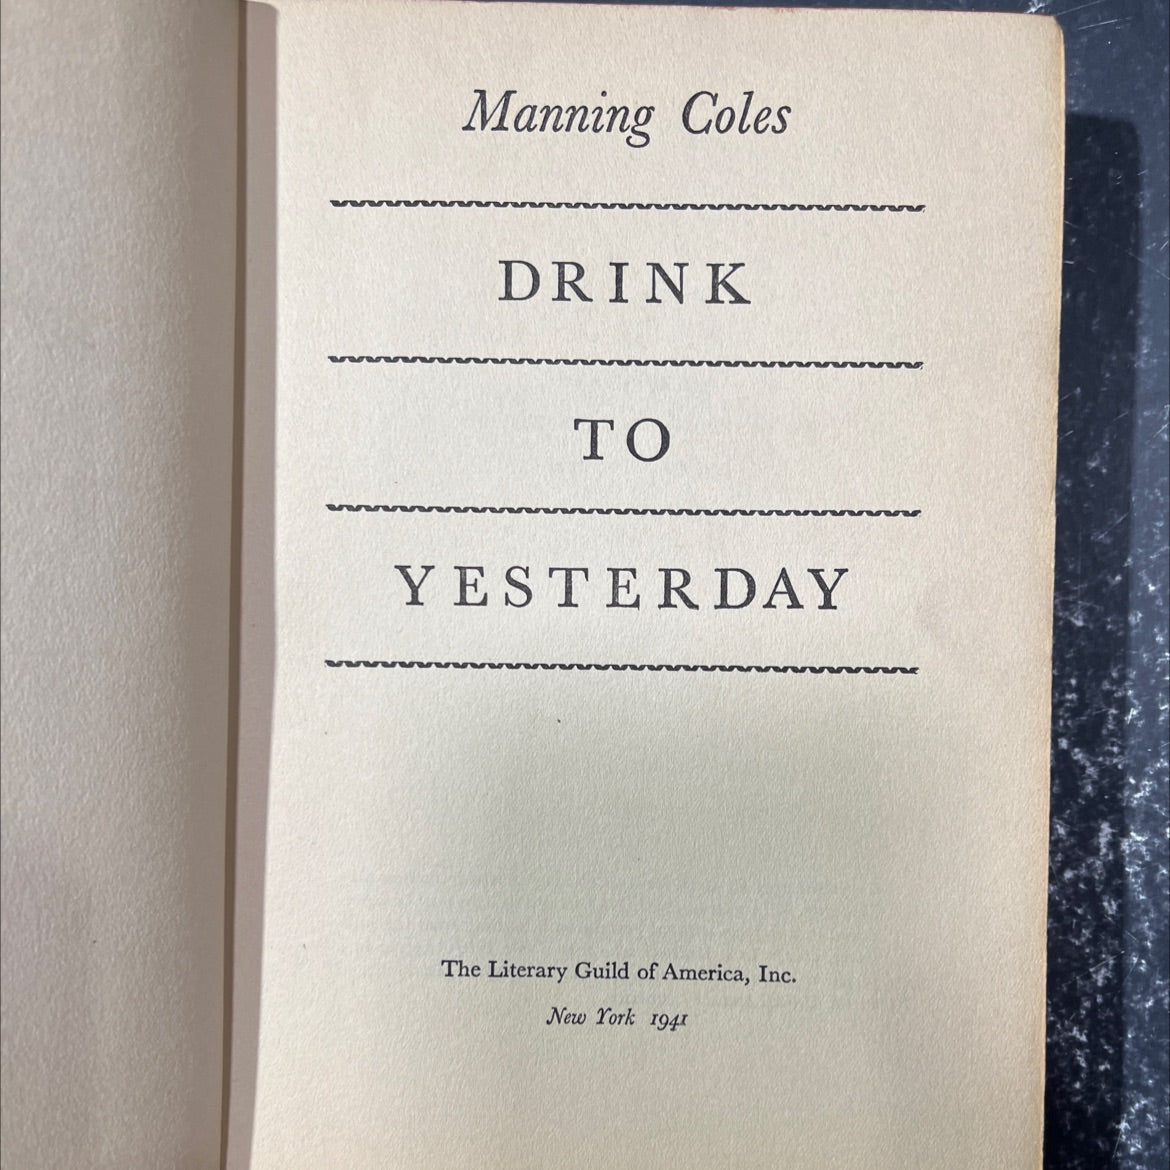 Manning Coles
DRINK
TO
YESTERDAY
The Literary Guild of America, Inc.
New York 1941